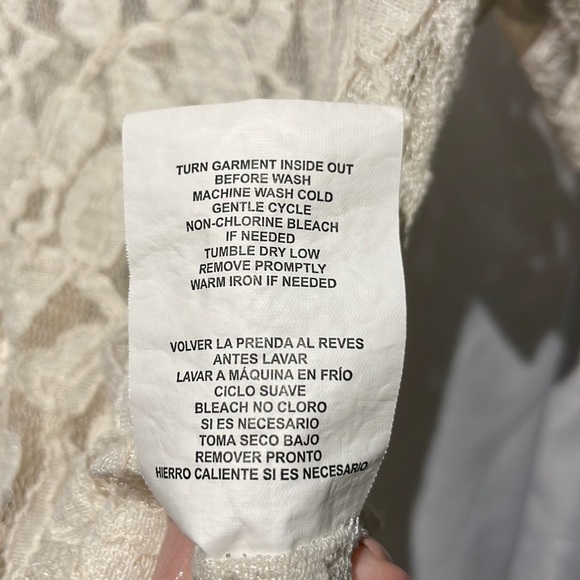 TURN GARMENT INSIDE OUT
BEFORE WASH
MACHINE WASH COLD
GENTLE CYCLE
NON-CHLORINE BLEACH
IF NEEDED
TUMBLE DRY LOW
REMOVE PROMPTLY
WARM IRON IF NEEDED
VOLVER LA PRENDA AL REVES
ANTES LAVAR
LAVAR A MÁQUINA EN FRÍO
CICLO SUAVE
BLEACH NO CLORO
SI ES NECESARIO
TOMA SECO BAJO
REMOVER PRONTO
HIERRO CALIENTE SI ES NECESARIO